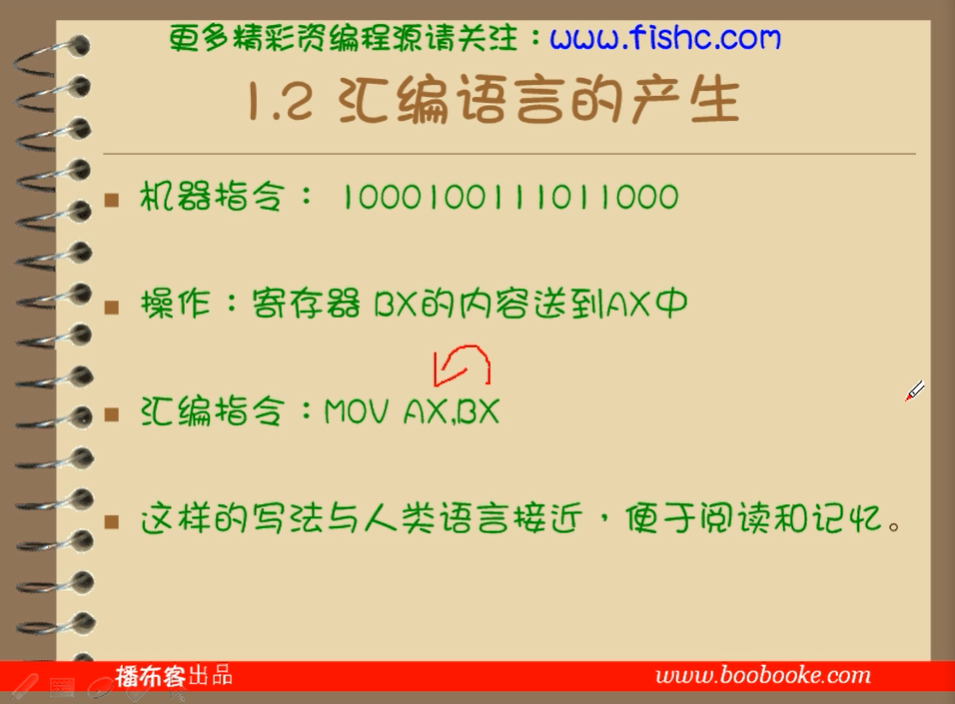 更多精彩资编程源请关注：www.fishc.com
1.2 汇编语言的产生
机器指令： 1000100111011000
操作：寄存器 BX的内容送到AX中
汇编指令：MOV AX,BX
这样的写法与人类语言接近，便于阅读和记忆。
播布客出品
www.boobooke.com